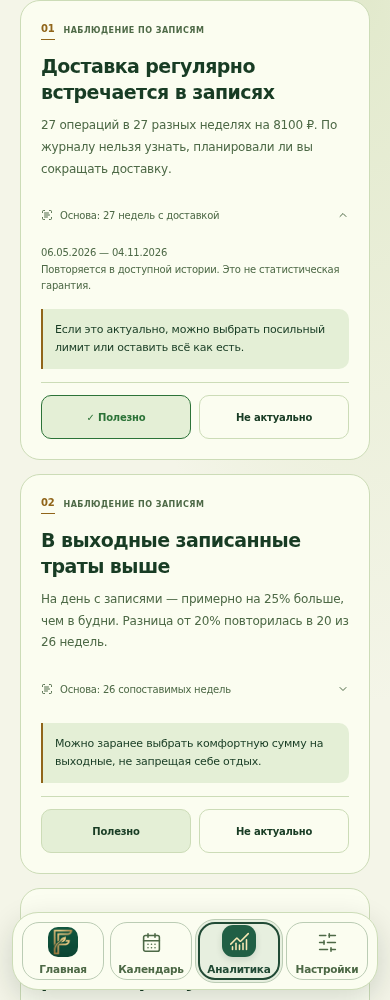 01 НАБЛЮДЕНИЕ ПО ЗАПИСЯМ
Доставка регулярно
встречается в записях
27 операций в 27 разных неделях на 8100 ₽. По
журналу нельзя узнать, планировали ли вы
сокращать доставку.
Основа: 27 недель с доставкой
06.05.2026 — 04.11.2026
Повторяется в доступной истории. Это не статистическая
гарантия.
Если это актуально, можно выбрать посильный
лимит или оставить всё как есть.
✓ Полезно
Не актуально
02 НАБЛЮДЕНИЕ ПО ЗАПИСЯМ
В выходные записанные
траты выше
На день с записями — примерно на 25% больше,
чем в будни. Разница от 20% повторилась в 20 из
26 недель.
Основа: 26 сопоставимых недель
Можно заранее выбрать комфортную сумму на
выходные, не запрещая себе отдых.
Полезно
Не актуально
Главная
Календарь
Аналитика
Настройки